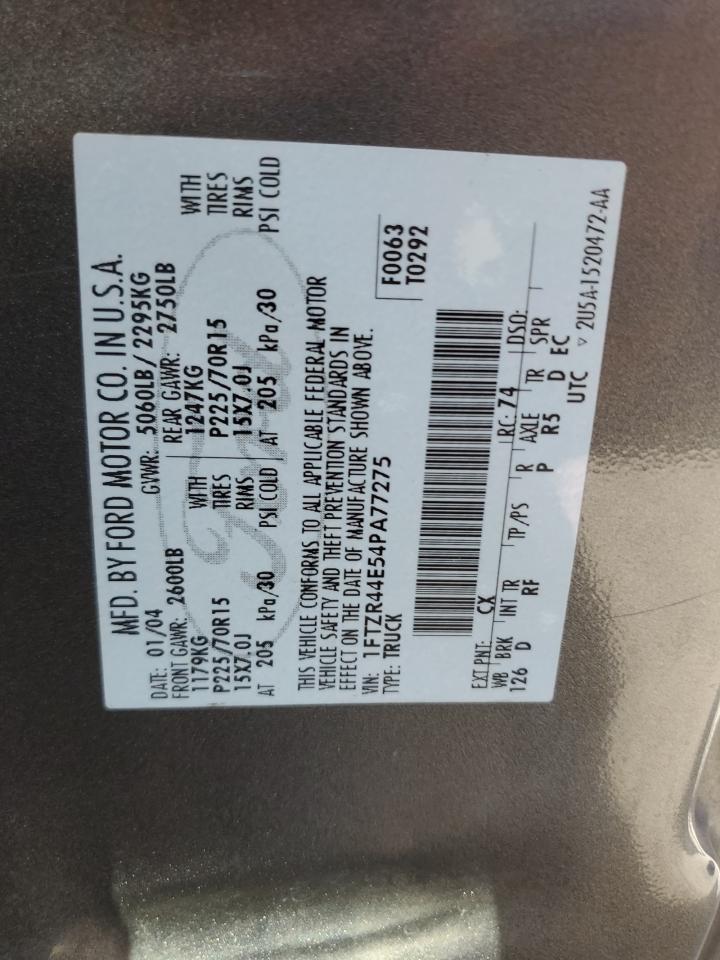 MFD. BY FORD MOTOR CO. IN U.S.A.
DATE: 01/04 GVWR: 5060LB / 2295KG
FRONT GAWR: 2600LB REAR GAWR: 2750LB
1179KG WITH 1247KG WITH
P225/70R15 TIRES P225/70R15 TIRES
15X7.0J RIMS 15X7.0J RIMS
AT 205 kPa/30 PSI COLD AT 205 kPa/30 PSI COLD
THIS VEHICLE CONFORMS TO ALL APPLICABLE FEDERAL MOTOR
VEHICLE SAFETY AND THEFT PREVENTION STANDARDS IN
EFFECT ON THE DATE OF MANUFACTURE SHOWN ABOVE.
VIN: 1FTZR44E54PA77275 F0063
TYPE: TRUCK T0292
EXT PNT: CX RC: 74 DSO:
WB BRK INT TR TP/PS R AXLE TR SPR
126 D RF P R5 D EC
UTC ▽ 2U5A-1520472-AA
Ford